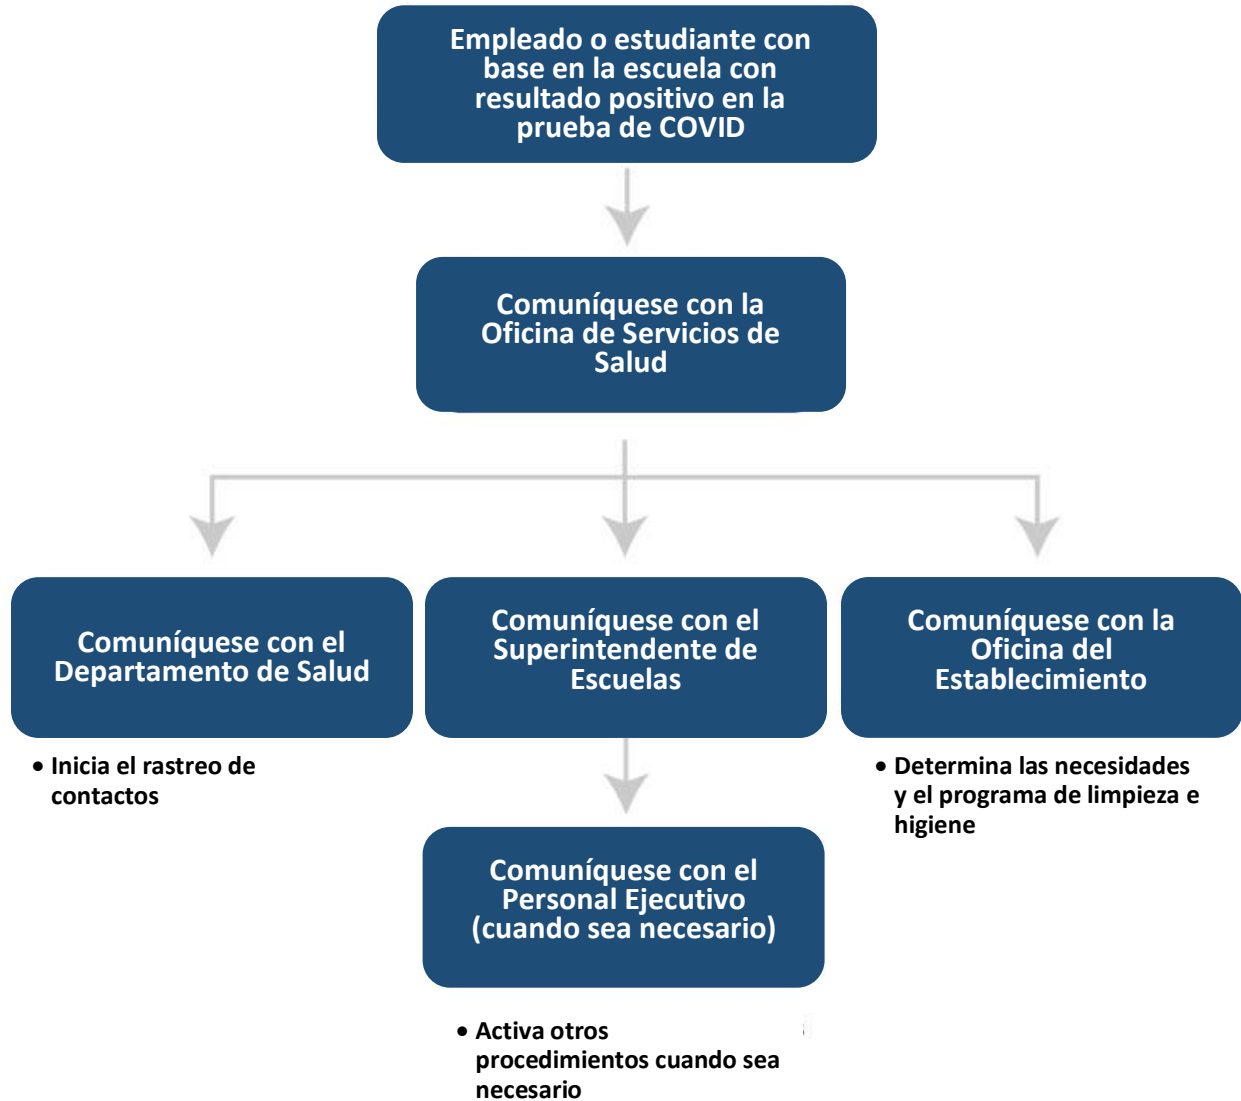 Empleado o estudiante con
base en la escuela con
resultado positivo en la
prueba de COVID
Comuníquese con la
Oficina de Servicios de
Salud
Comuníquese con el
Departamento de Salud
• Inicia el rastreo de
contactos
Comuníquese con el
Superintendente de
Escuelas
Comuníquese con la
Oficina del
Establecimiento
• Determina las necesidades
y el programa de limpieza e
higiene
Comuníquese con el
Personal Ejecutivo
(cuando sea necesario)
• Activa otros
procedimientos cuando sea
necesario